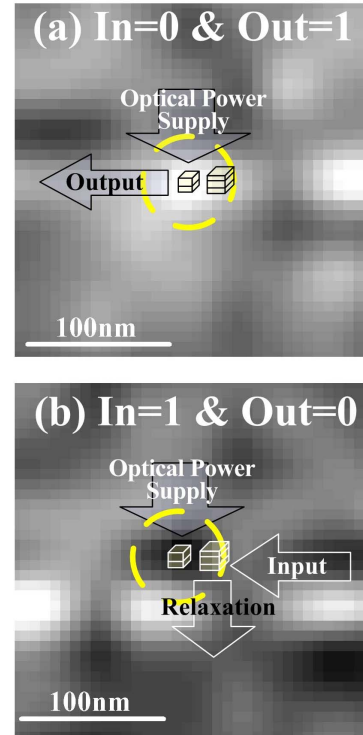 (a) In=0 & Out=1
Optical Power
Supply
Output
100nm
(b) In=1 & Out=0
Optical Power
Supply
Input
Relaxation
100nm